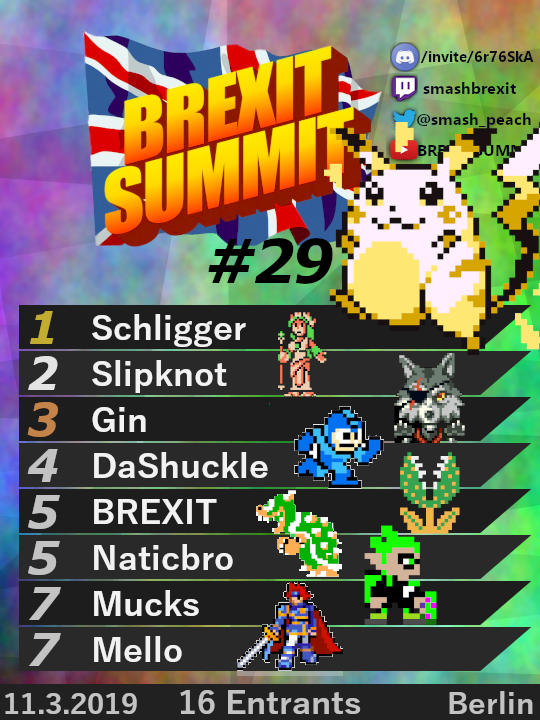 BREXIT
SUMMIT
#29
/invite/6r76SkA
smashbrexit
@smash_peach_
1 Schligger
2 Slipknot
3 Gin
4 DaShuckle
5 BREXIT
5 Naticbro
7 Mucks
7 Mello
11.3.2019 16 Entrants Berlin